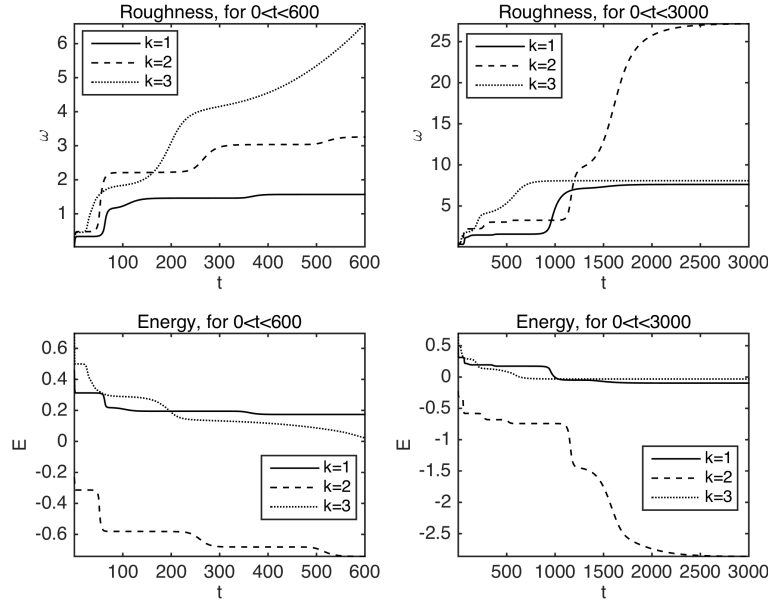 Roughness, for 0<t<600
6
5
4
3
2
1
ω
k=1
k=2
k=3
100 200 300 400 500 600
t
Roughness, for 0<t<3000
25
20
15
10
5
ω
k=1
k=2
k=3
500 1000 1500 2000 2500 3000
t
Energy, for 0<t<600
0.6
0.4
0.2
0
-0.2
-0.4
-0.6
E
k=1
k=2
k=3
100 200 300 400 500 600
t
Energy, for 0<t<3000
0.5
0
-0.5
-1
-1.5
-2
-2.5
E
k=1
k=2
k=3
500 1000 1500 2000 2500 3000
t